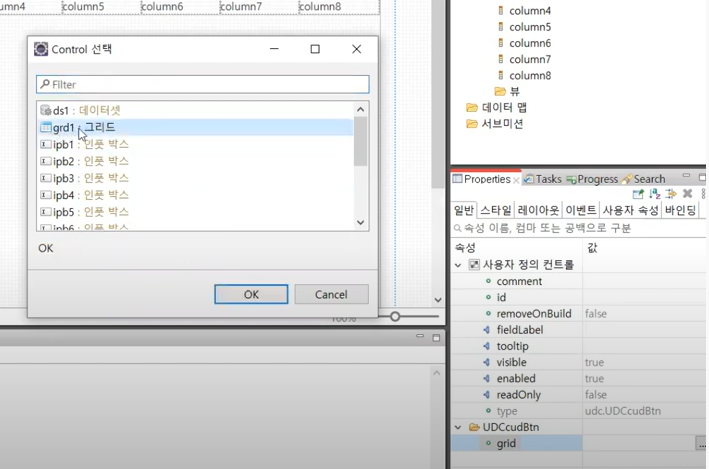 column5 column6 column7 column8
Control 선택
Filter
ds1 : 데이터셋
grd1 : 그리드
ipb1 : 인풋 박스
ipb2 : 인풋 박스
ipb3 : 인풋 박스
ipb4 : 인풋 박스
ipb5 : 인풋 박스
ipb6 : 인풋 박스
OK
OK Cancel
100%
column4
column5
column6
column7
column8
뷰
데이터 맵
서브미션
Properties Tasks Progress Search
일반 스타일 레이아웃 이벤트 사용자 속성 바인딩
속성 이름, 컴마 또는 공백으로 구분
속성 값
사용자 정의 컨트롤
comment
id
removeOnBuild false
fieldLabel
tooltip
visible true
enabled true
readOnly false
type udc.UDCcudBtn
UDCcudBtn
grid ...